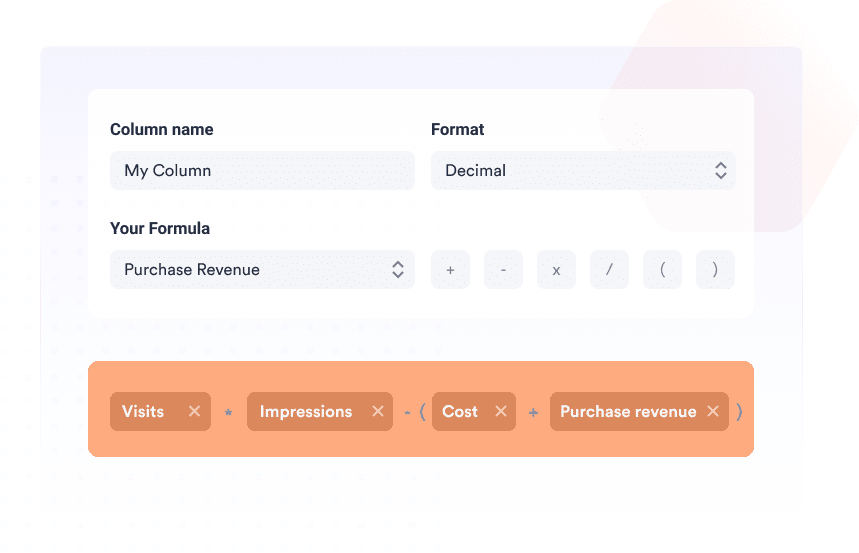 Column name Format
My Column Decimal
Your Formula
Purchase Revenue + - x / ( )
Visits × * Impressions × - ( Cost × + Purchase revenue × )